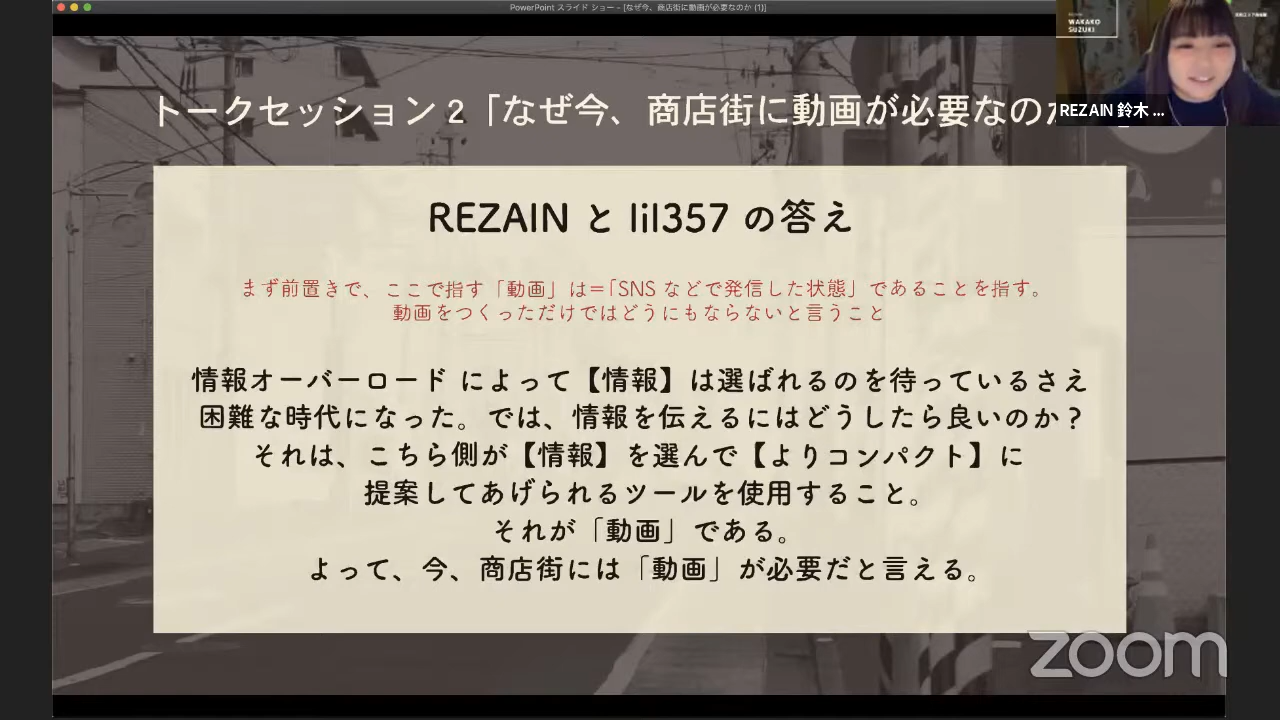 PowerPoint スライド ショー - [なぜ今、商店街に動画が必要なのか (1)]
WAKAKO
SUZUKI
REZAIN 鈴木 ...
トークセッション 2「なぜ今、商店街に動画が必要なのか
REZAIN と lil357 の答え
まず前置きで、ここで指す「動画」は＝「SNS などで発信した状態」であることを指す。
動画をつくっただけではどうにもならないと言うこと
情報オーバーロード によって【情報】は選ばれるのを待っているさえ
困難な時代になった。では、情報を伝えるにはどうしたら良いのか？
それは、こちら側が【情報】を選んで【よりコンパクト】に
提案してあげられるツールを使用すること。
それが「動画」である。
よって、今、商店街には「動画」が必要だと言える。
zoom